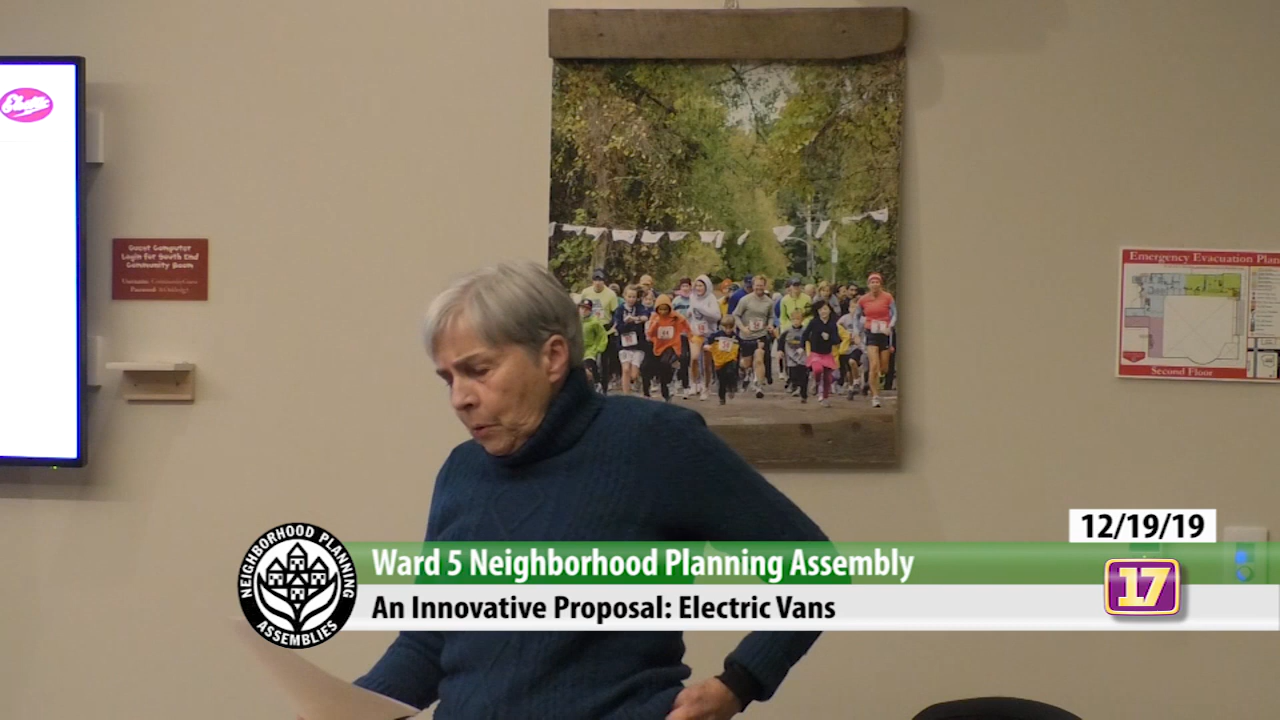 Guest Computer
Login for South End
Community Room
Emergency Evacuation Plan
Second Floor
12/19/19
NEIGHBORHOOD PLANNING
ASSEMBLIES
Ward 5 Neighborhood Planning Assembly
An Innovative Proposal: Electric Vans
17